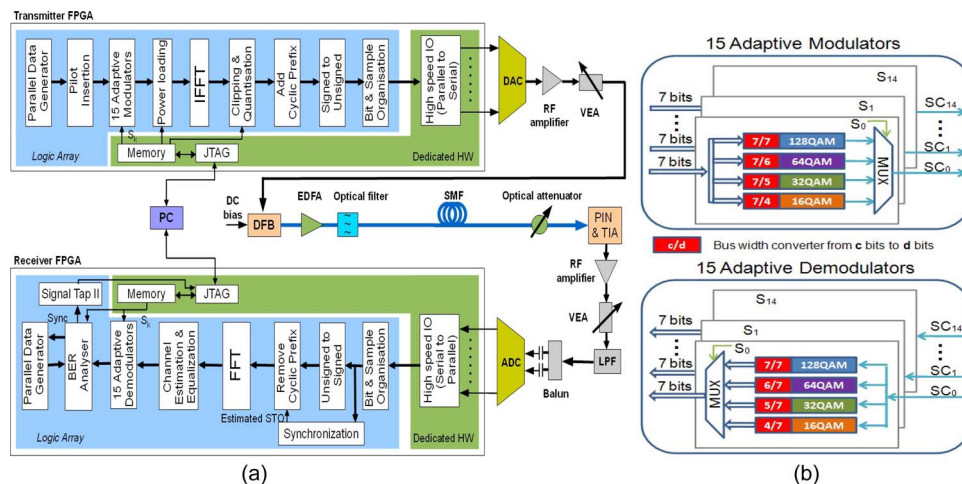 Transmitter FPGA
Parallel Data Generator
Pilot Insertion
15 Adaptive Modulators
Power loading
IFFT
Clipping & Quantisation
Add Cyclic Prefix
Signed to Unsigned
Bit & Sample Organisation
High speed IO (Parallel to Serial)
DAC
RF amplifier
VEA
Sk
Memory
JTAG
Logic Array
Dedicated HW
PC
DC bias
DFB
EDFA
Optical filter
SMF
Optical attenuator
PIN & TIA
RF amplifier
VEA
LPF
Balun
ADC
Receiver FPGA
Signal Tap II
Memory
JTAG
Sync
Sk
Parallel Data Generator
BER Analyser
15 Adaptive Demodulators
Channel Estimation & Equalization
FFT
Remove Cyclic Prefix
Unsigned to Signed
Bit & Sample Organisation
High speed IO (Serial to Parallel)
Estimated STO
Synchronization
Logic Array
Dedicated HW
(a)
15 Adaptive Modulators
S14
S1
S0
7 bits
7 bits
7 bits
7/7 128QAM
7/6 64QAM
7/5 32QAM
7/4 16QAM
MUX
SC14
SC1
SC0
c/d Bus width converter from c bits to d bits
15 Adaptive Demodulators
S14
S1
S0
7 bits
7 bits
7 bits
MUX
7/7 128QAM
6/7 64QAM
5/7 32QAM
4/7 16QAM
SC14
SC1
SC0
(b)